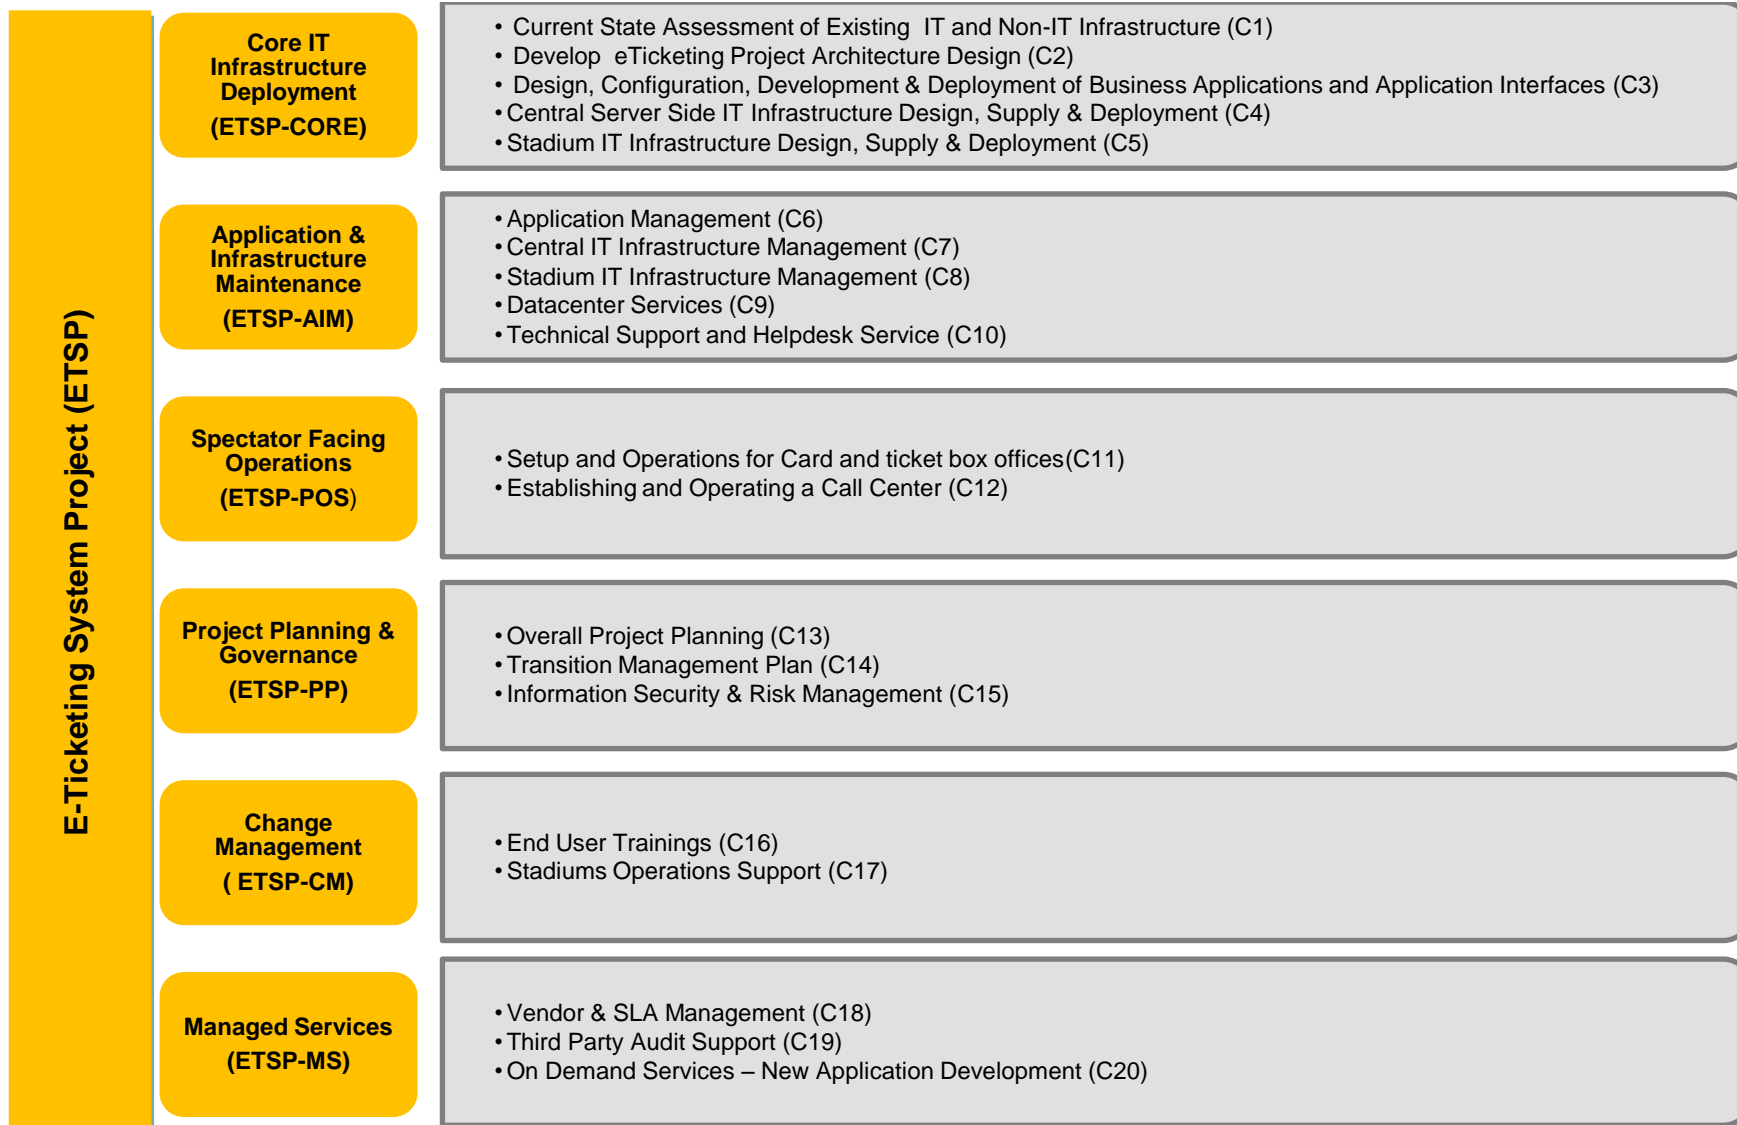 E-Ticketing System Project (ETSP)
Core IT
Infrastructure
Deployment
(ETSP-CORE)
• Current State Assessment of Existing  IT and Non-IT Infrastructure (C1)
• Develop  eTicketing Project Architecture Design (C2)
• Design, Configuration, Development & Deployment of Business Applications and Application Interfaces (C3)
• Central Server Side IT Infrastructure Design, Supply & Deployment (C4)
• Stadium IT Infrastructure Design, Supply & Deployment (C5)
Application &
Infrastructure
Maintenance
(ETSP-AIM)
• Application Management (C6)
• Central IT Infrastructure Management (C7)
• Stadium IT Infrastructure Management (C8)
• Datacenter Services (C9)
• Technical Support and Helpdesk Service (C10)
Spectator Facing
Operations
(ETSP-POS)
• Setup and Operations for Card and ticket box offices(C11)
• Establishing and Operating a Call Center (C12)
Project Planning &
Governance
(ETSP-PP)
• Overall Project Planning (C13)
• Transition Management Plan (C14)
• Information Security & Risk Management (C15)
Change
Management
( ETSP-CM)
• End User Trainings (C16)
• Stadiums Operations Support (C17)
Managed Services
(ETSP-MS)
• Vendor & SLA Management (C18)
• Third Party Audit Support (C19)
• On Demand Services – New Application Development (C20)